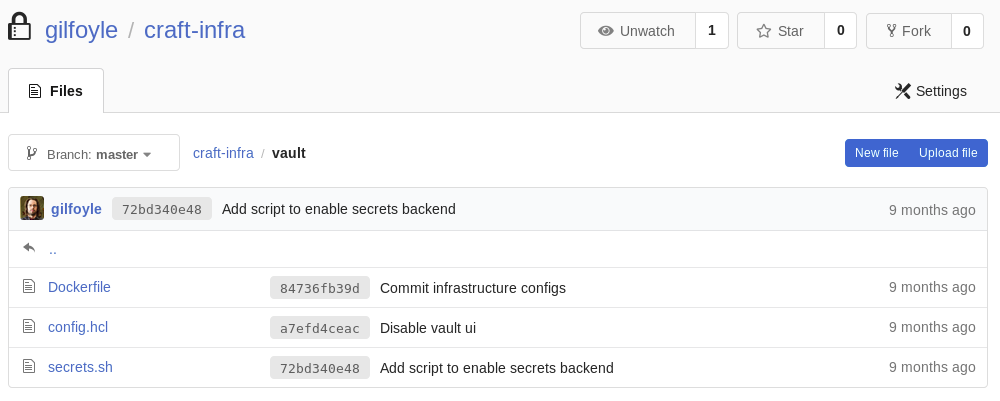 gilfoyle / craft-infra
Unwatch 1 Star 0 Fork 0
Files
Settings
Branch: master
craft-infra / vault
New file Upload file
gilfoyle 72bd340e48 Add script to enable secrets backend 9 months ago
..
Dockerfile 84736fb39d Commit infrastructure configs 9 months ago
config.hcl a7efd4ceac Disable vault ui 9 months ago
secrets.sh 72bd340e48 Add script to enable secrets backend 9 months ago